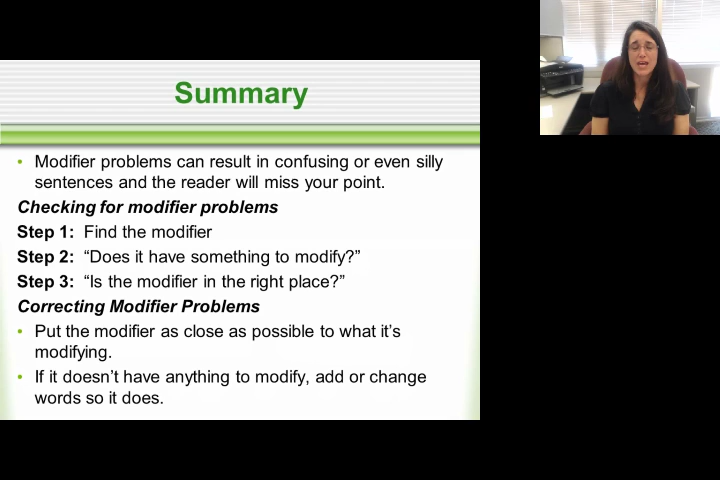 Summary
• Modifier problems can result in confusing or even silly
sentences and the reader will miss your point.
Checking for modifier problems
Step 1: Find the modifier
Step 2: “Does it have something to modify?”
Step 3: “Is the modifier in the right place?”
Correcting Modifier Problems
• Put the modifier as close as possible to what it’s
modifying.
• If it doesn’t have anything to modify, add or change
words so it does.